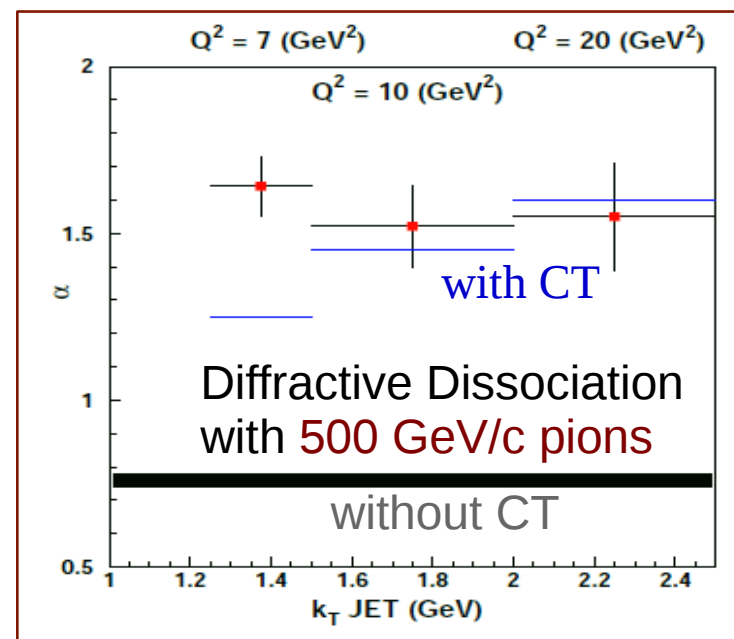 Q² = 7 (GeV²) Q² = 20 (GeV²)
2
Q² = 10 (GeV²)
1.5
with CT
α
Diffractive Dissociation
1
with 500 GeV/c pions
without CT
0.5
1 1.2 1.4 1.6 1.8 2 2.2 2.4
k_T JET (GeV)